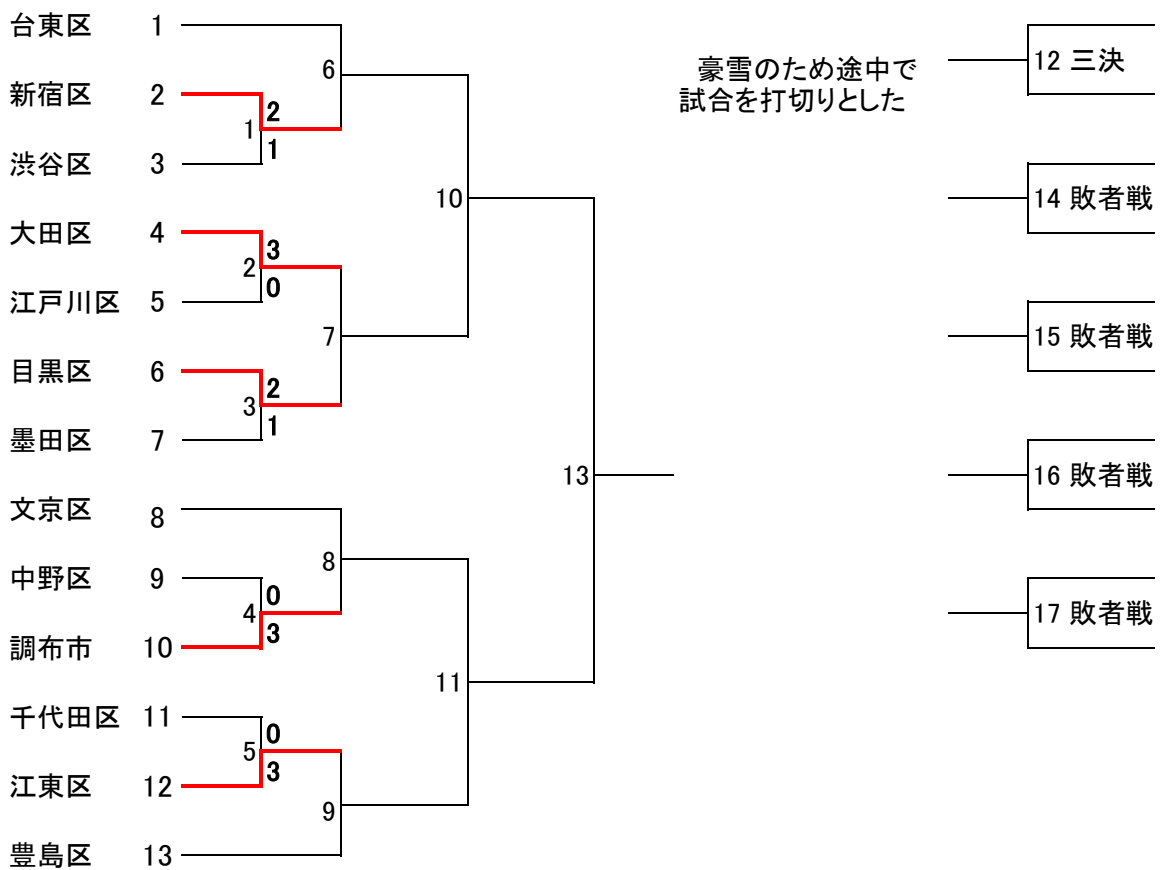 台東区 1
新宿区 2
渋谷区 3
大田区 4
江戸川区 5
目黒区 6
墨田区 7
文京区 8
中野区 9
調布市 10
千代田区 11
江東区 12
豊島区 13
1
2
1
2
3
0
3
2
1
4
0
3
5
0
3
6
7
8
9
10
11
13
豪雪のため途中で
試合を打切りとした
12 三決
14 敗者戦
15 敗者戦
16 敗者戦
17 敗者戦